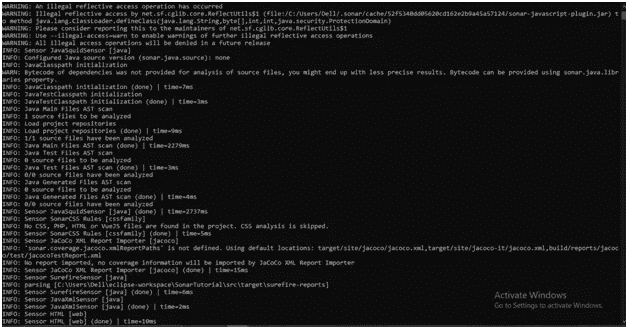 WARNING: An illegal reflective access operation has occurred
WARNING: Illegal reflective access by net.sf.cglib.core.ReflectUtils$1 (file:/C:/Users/Dell/.sonar/cache/52f5340dd05620cd162e2b9a45a57124/sonar-javascript-plugin.jar) t
o method java.lang.ClassLoader.defineClass(java.lang.String,byte[],int,int,java.security.ProtectionDomain)
WARNING: Please consider reporting this to the maintainers of net.sf.cglib.core.ReflectUtils$1
WARNING: Use --illegal-access=warn to enable warnings of further illegal reflective access operations
WARNING: All illegal access operations will be denied in a future release
INFO: Sensor JavaSquidSensor [java]
INFO: Configured Java source version (sonar.java.source): none
INFO: JavaClasspath initialization
WARN: Bytecode of dependencies was not provided for analysis of source files, you might end up with less precise results. Bytecode can be provided using sonar.java.libr
aries property.
INFO: JavaClasspath initialization (done) | time=7ms
INFO: JavaTestClasspath initialization
INFO: JavaTestClasspath initialization (done) | time=3ms
INFO: Java Main Files AST scan
INFO: 1 source files to be analyzed
INFO: Load project repositories
INFO: Load project repositories (done) | time=9ms
INFO: 1/1 source files have been analyzed
INFO: Java Main Files AST scan (done) | time=2279ms
INFO: Java Test Files AST scan
INFO: 0 source files to be analyzed
INFO: Java Test Files AST scan (done) | time=3ms
INFO: 0/0 source files have been analyzed
INFO: Java Generated Files AST scan
INFO: 0 source files to be analyzed
INFO: Java Generated Files AST scan (done) | time=4ms
INFO: 0/0 source files have been analyzed
INFO: Sensor JavaSquidSensor [java] (done) | time=2737ms
INFO: Sensor SonarCSS Rules [cssfamily]
INFO: No CSS, PHP, HTML or VueJS files are found in the project. CSS analysis is skipped.
INFO: Sensor SonarCSS Rules [cssfamily] (done) | time=5ms
INFO: Sensor JaCoCo XML Report Importer [jacoco]
INFO: 'sonar.coverage.jacoco.xmlReportPaths' is not defined. Using default locations: target/site/jacoco/jacoco.xml,target/site/jacoco-it/jacoco.xml,build/reports/jacoc
o/test/jacocoTestReport.xml
INFO: No report imported, no coverage information will be imported by JaCoCo XML Report Importer
INFO: Sensor JaCoCo XML Report Importer [jacoco] (done) | time=15ms
INFO: Sensor SurefireSensor [java]
INFO: parsing [C:\Users\Dell\eclipse-workspace\SonarTutorial\src\target\surefire-reports]
INFO: Sensor SurefireSensor [java] (done) | time=6ms
INFO: Sensor JavaXmlSensor [java]
INFO: Sensor JavaXmlSensor [java] (done) | time=2ms
INFO: Sensor HTML [web]
INFO: Sensor HTML [web] (done) | time=10ms
Activate Windows
Go to Settings to activate Windows.